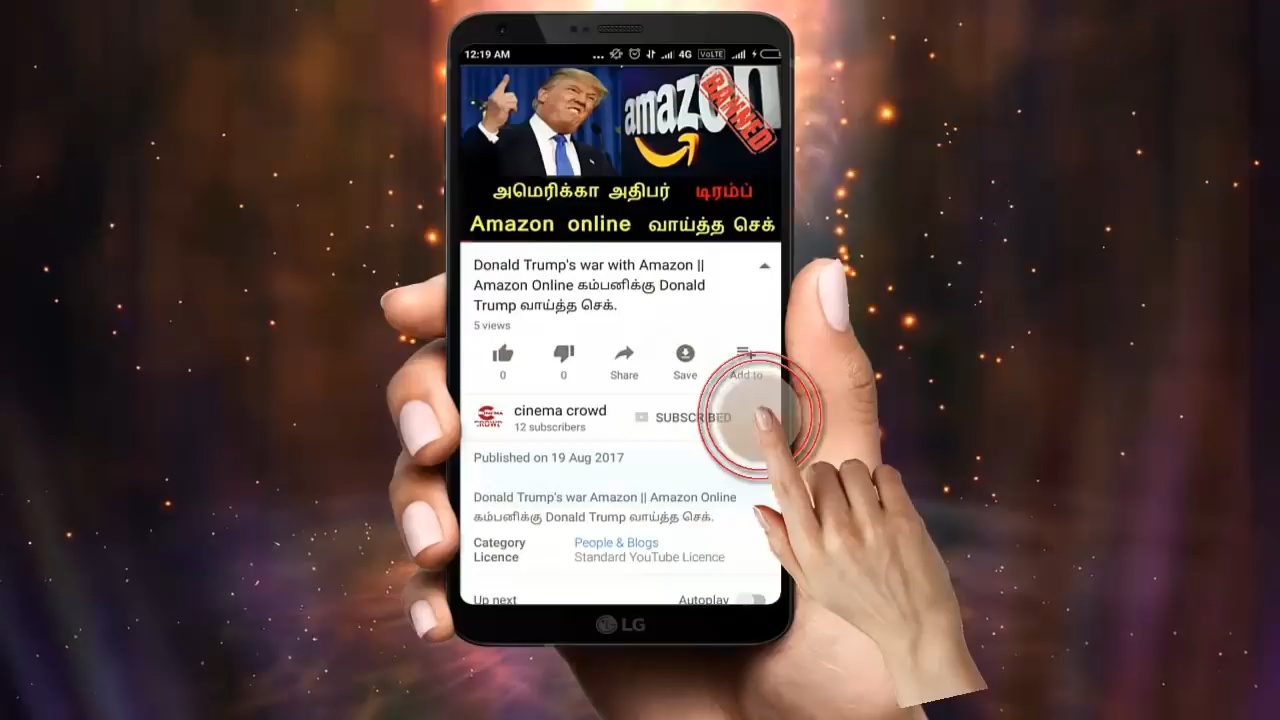 12:19 AM
4G VoLTE
amazon
BANNED
அமெரிக்கா அதிபர் டிரம்ப்
Amazon online வாய்த்த செக்
Donald Trump's war with Amazon ||
Amazon Online கம்பனிக்கு Donald
Trump வாய்த்த செக்.
5 views
0 0 Share Save Add to
CINEMA
CROWD
cinema crowd
SUBSCRIBED
12 subscribers
Published on 19 Aug 2017
Donald Trump's war Amazon || Amazon Online
கம்பனிக்கு Donald Trump வாய்த்த செக்.
Category People & Blogs
Licence Standard YouTube Licence
Up next Autoplay
LG